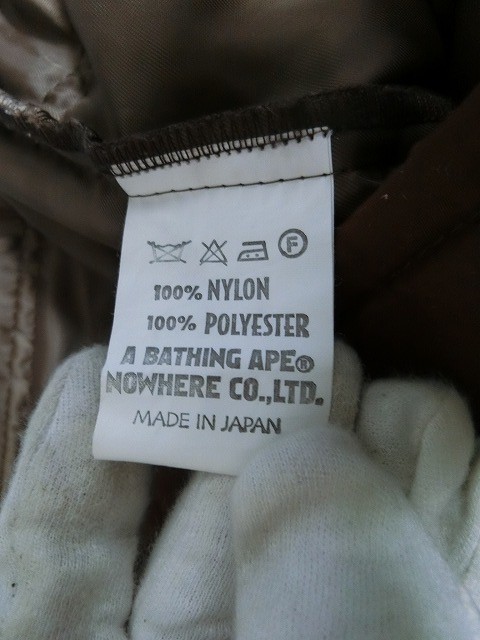 F
100% NYLON
100% POLYESTER
A BATHING APE®
NOWHERE CO.,LTD.
MADE IN JAPAN